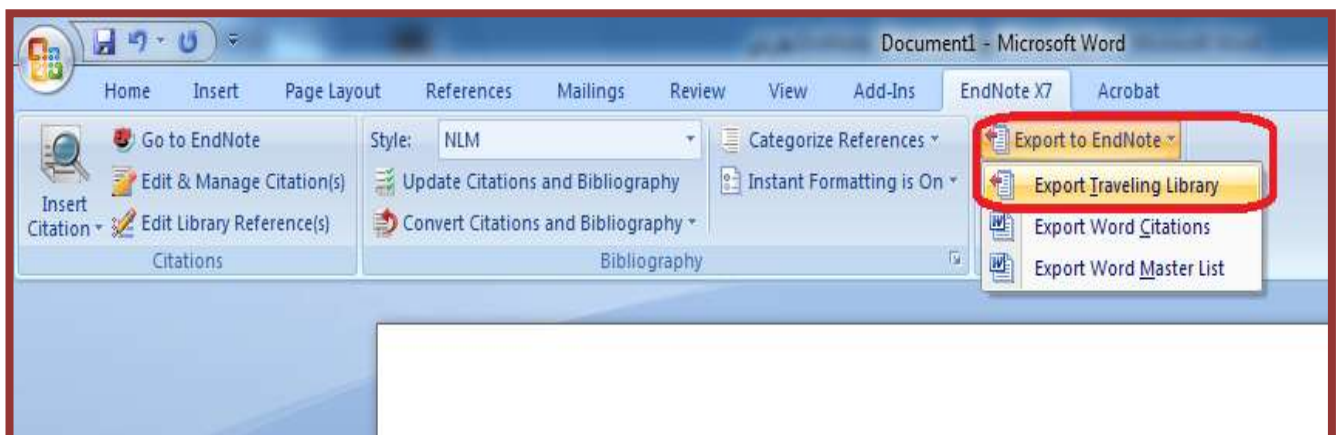 Document1 - Microsoft Word
Home Insert Page Layout References Mailings Review View Add-Ins EndNote X7 Acrobat
Insert
Citation
Go to EndNote
Edit & Manage Citation(s)
Edit Library Reference(s)
Citations
Style: NLM
Update Citations and Bibliography
Convert Citations and Bibliography
Bibliography
Categorize References
Instant Formatting is On
Export to EndNote
Export Traveling Library
Export Word Citations
Export Word Master List